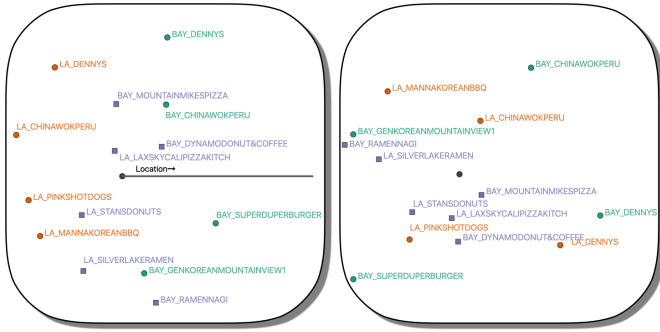 BAY_DENNYS
LA_DENNYS
BAY_MOUNTAINMIKESPIZZA
BAY_CHINAWOKPERU
LA_CHINAWOKPERU
BAY_DYNAMODONUT&COFFEE
LA_LAXSKYCALIPIZZAKITCH
Location→
LA_PINKSHOTDOGS
LA_STANSDONUTS
BAY_SUPERDUPERBURGER
LA_MANNAKOREANBBQ
LA_SILVERLAKERAMEN
BAY_GENKOREANMOUNTAINVIEW1
BAY_RAMENNAGI
BAY_CHINAWOKPERU
LA_MANNAKOREANBBQ
LA_CHINAWOKPERU
BAY_GENKOREANMOUNTAINVIEW1
BAY_RAMENNAGI
LA_SILVERLAKERAMEN
BAY_MOUNTAINMIKESPIZZA
LA_STANSDONUTS
BAY_DENNYS
LA_LAXSKYCALIPIZZAKITCH
LA_PINKSHOTDOGS
BAY_DYNAMODONUT&COFFEE
LA_DENNYS
BAY_SUPERDUPERBURGER